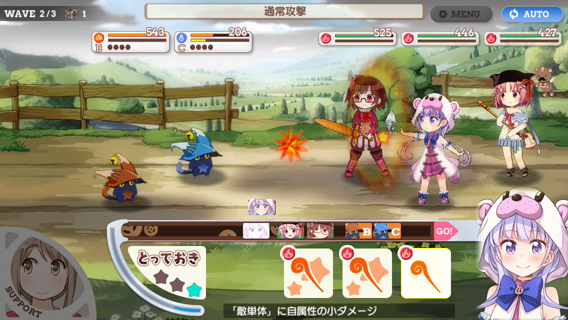 WAVE 2/3 1
通常攻撃
MENU
AUTO
543
B
206
C
525
446
427
B C GO!
とっておき
SUPPORT
「敵単体」に自属性の小ダメージ